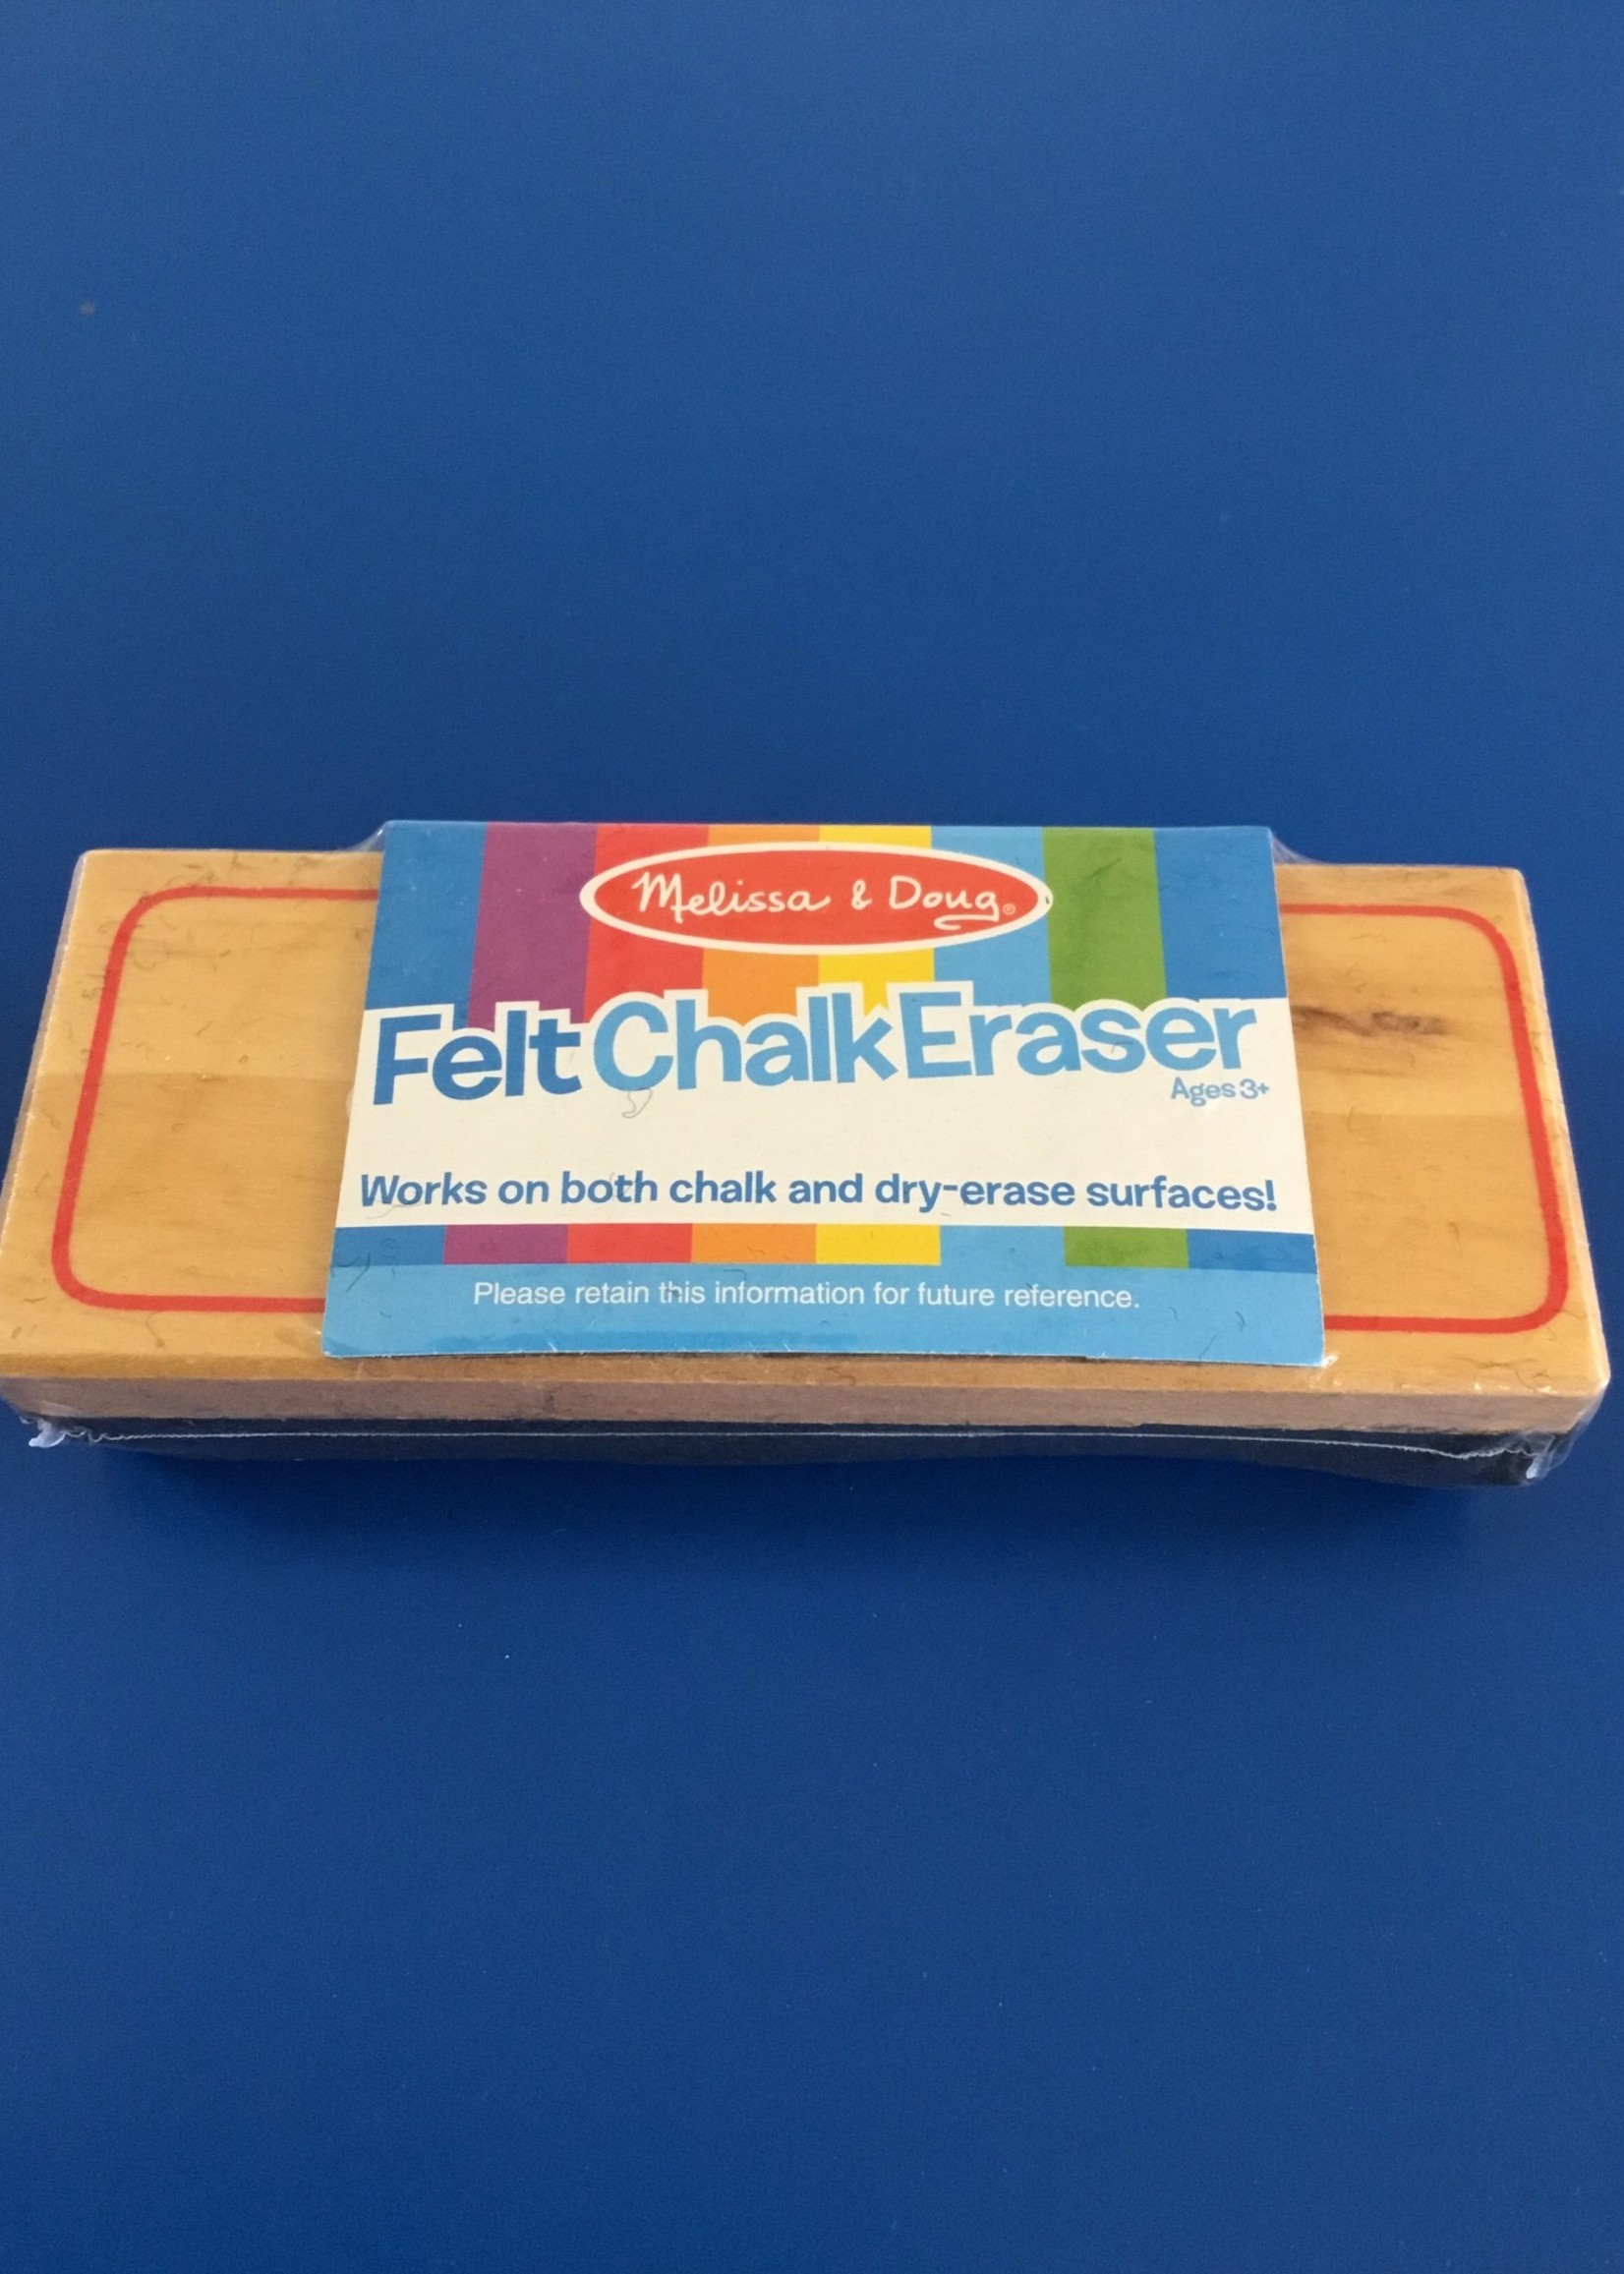 Melissa & Doug®
Felt Chalk Eraser
Ages 3+
Works on both chalk and dry-erase surfaces!
Please retain this information for future reference.